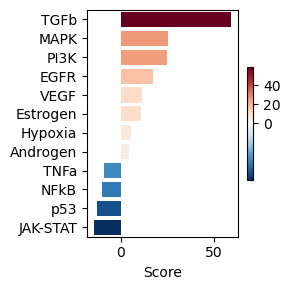 TGFb
MAPK
PI3K
EGFR
VEGF
Estrogen
Hypoxia
Androgen
TNFa
NFkB
p53
JAK-STAT
0 50
Score
40
20
0